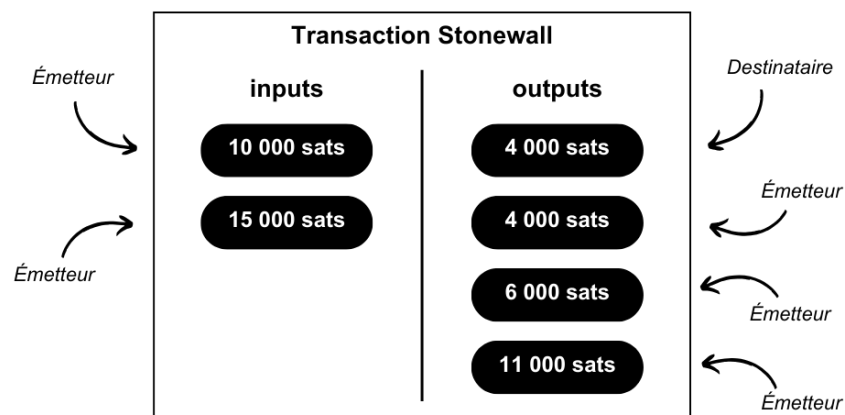 Transaction Stonewall
Émetteur
inputs
outputs
Destinataire
10 000 sats
4 000 sats
15 000 sats
4 000 sats
Émetteur
Émetteur
6 000 sats
Émetteur
11 000 sats
Émetteur